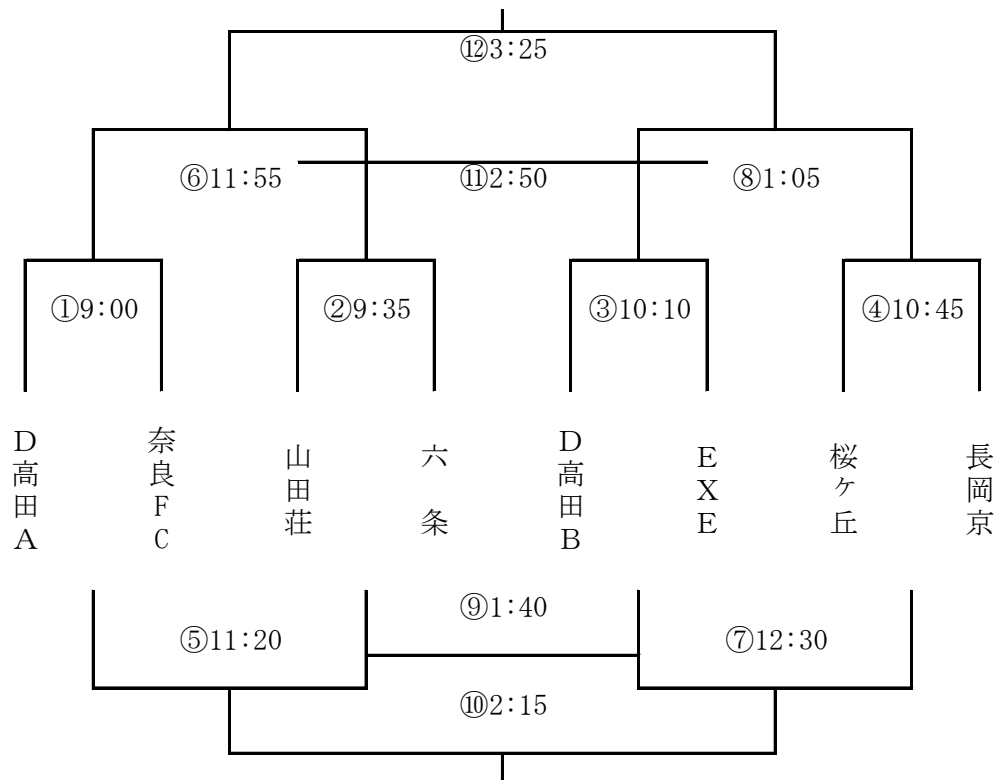 ⑫3:25
⑥11:55
⑪2:50
⑧1:05
①9:00
②9:35
③10:10
④10:45
D高田A
奈良FC
山田荘
六条
D高田B
EXE
桜ケ丘
長岡京
⑨1:40
⑤11:20
⑦12:30
⑩2:15